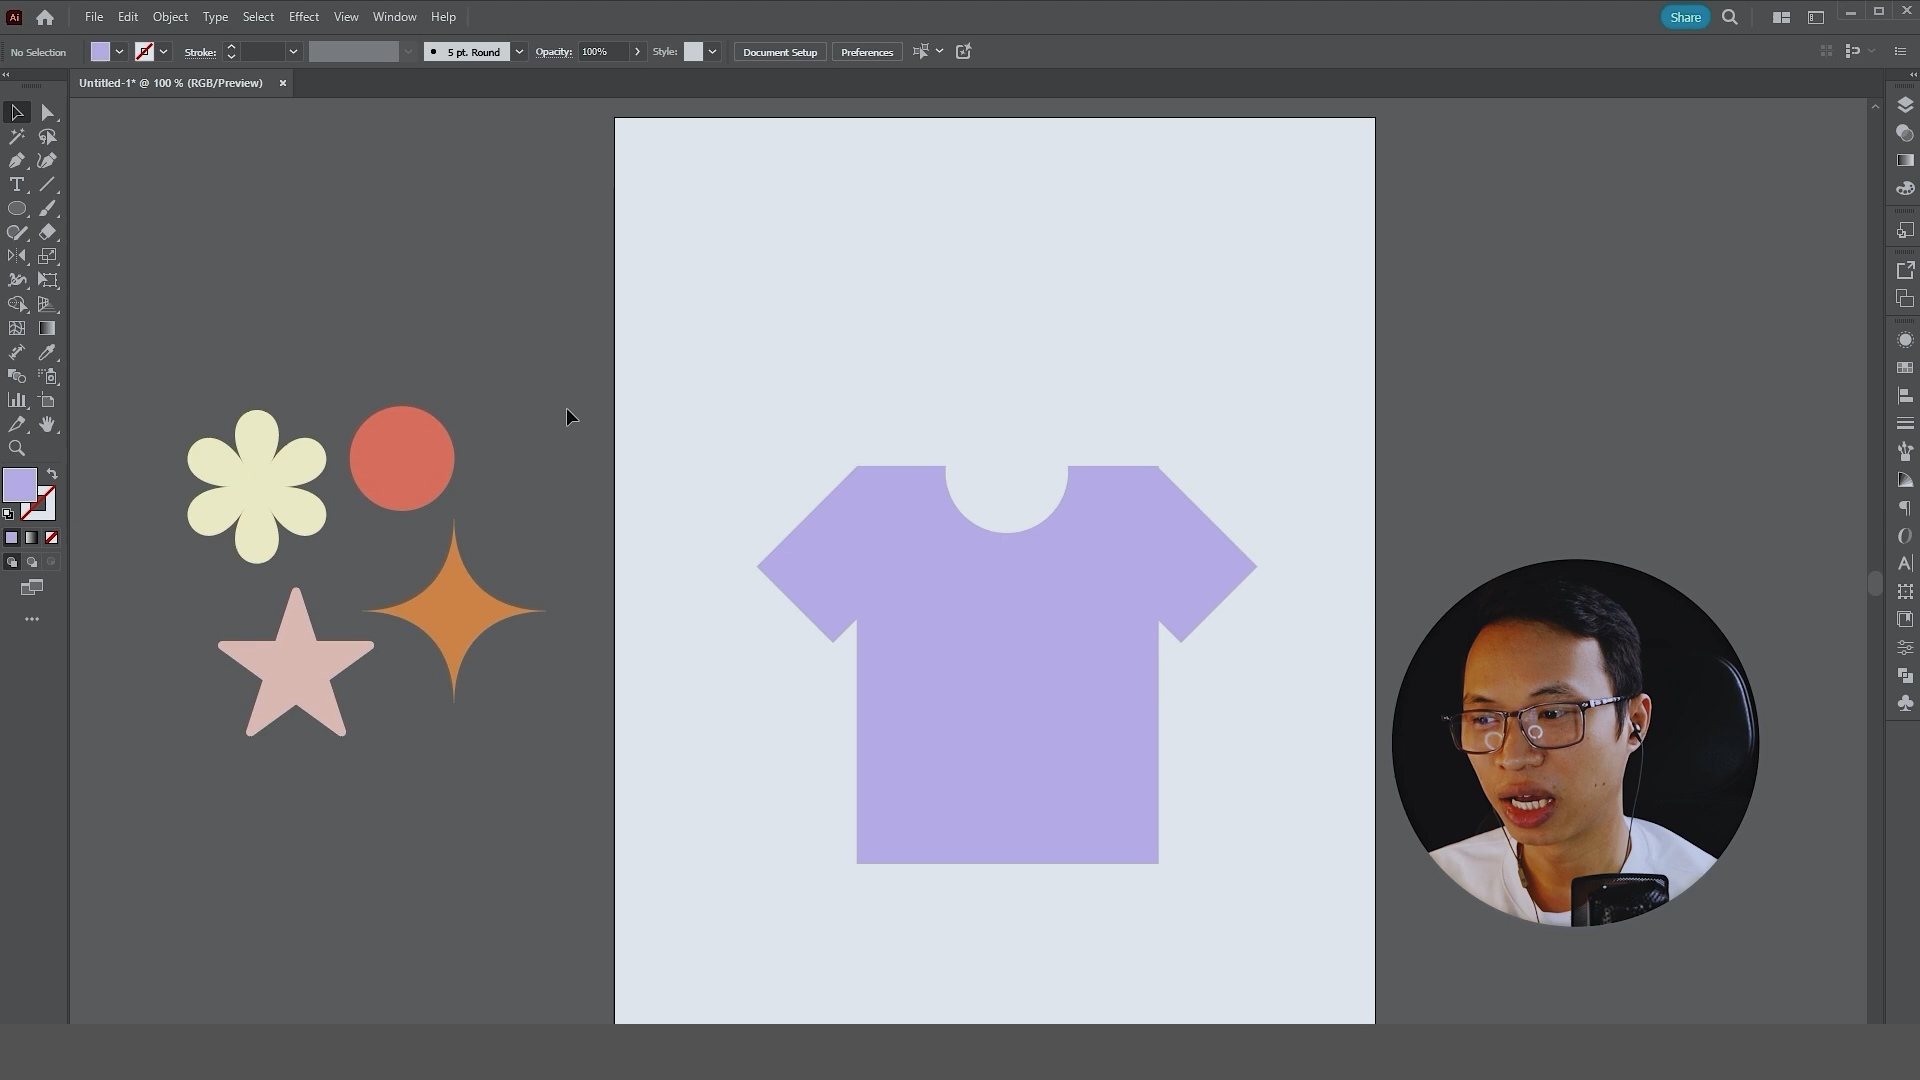 Ai File Edit Object Type Select Effect View Window Help Share
No Selection Stroke: 5 pt. Round Opacity: 100% Style: Document Setup Preferences
Untitled-1* @ 100 % (RGB/Preview)